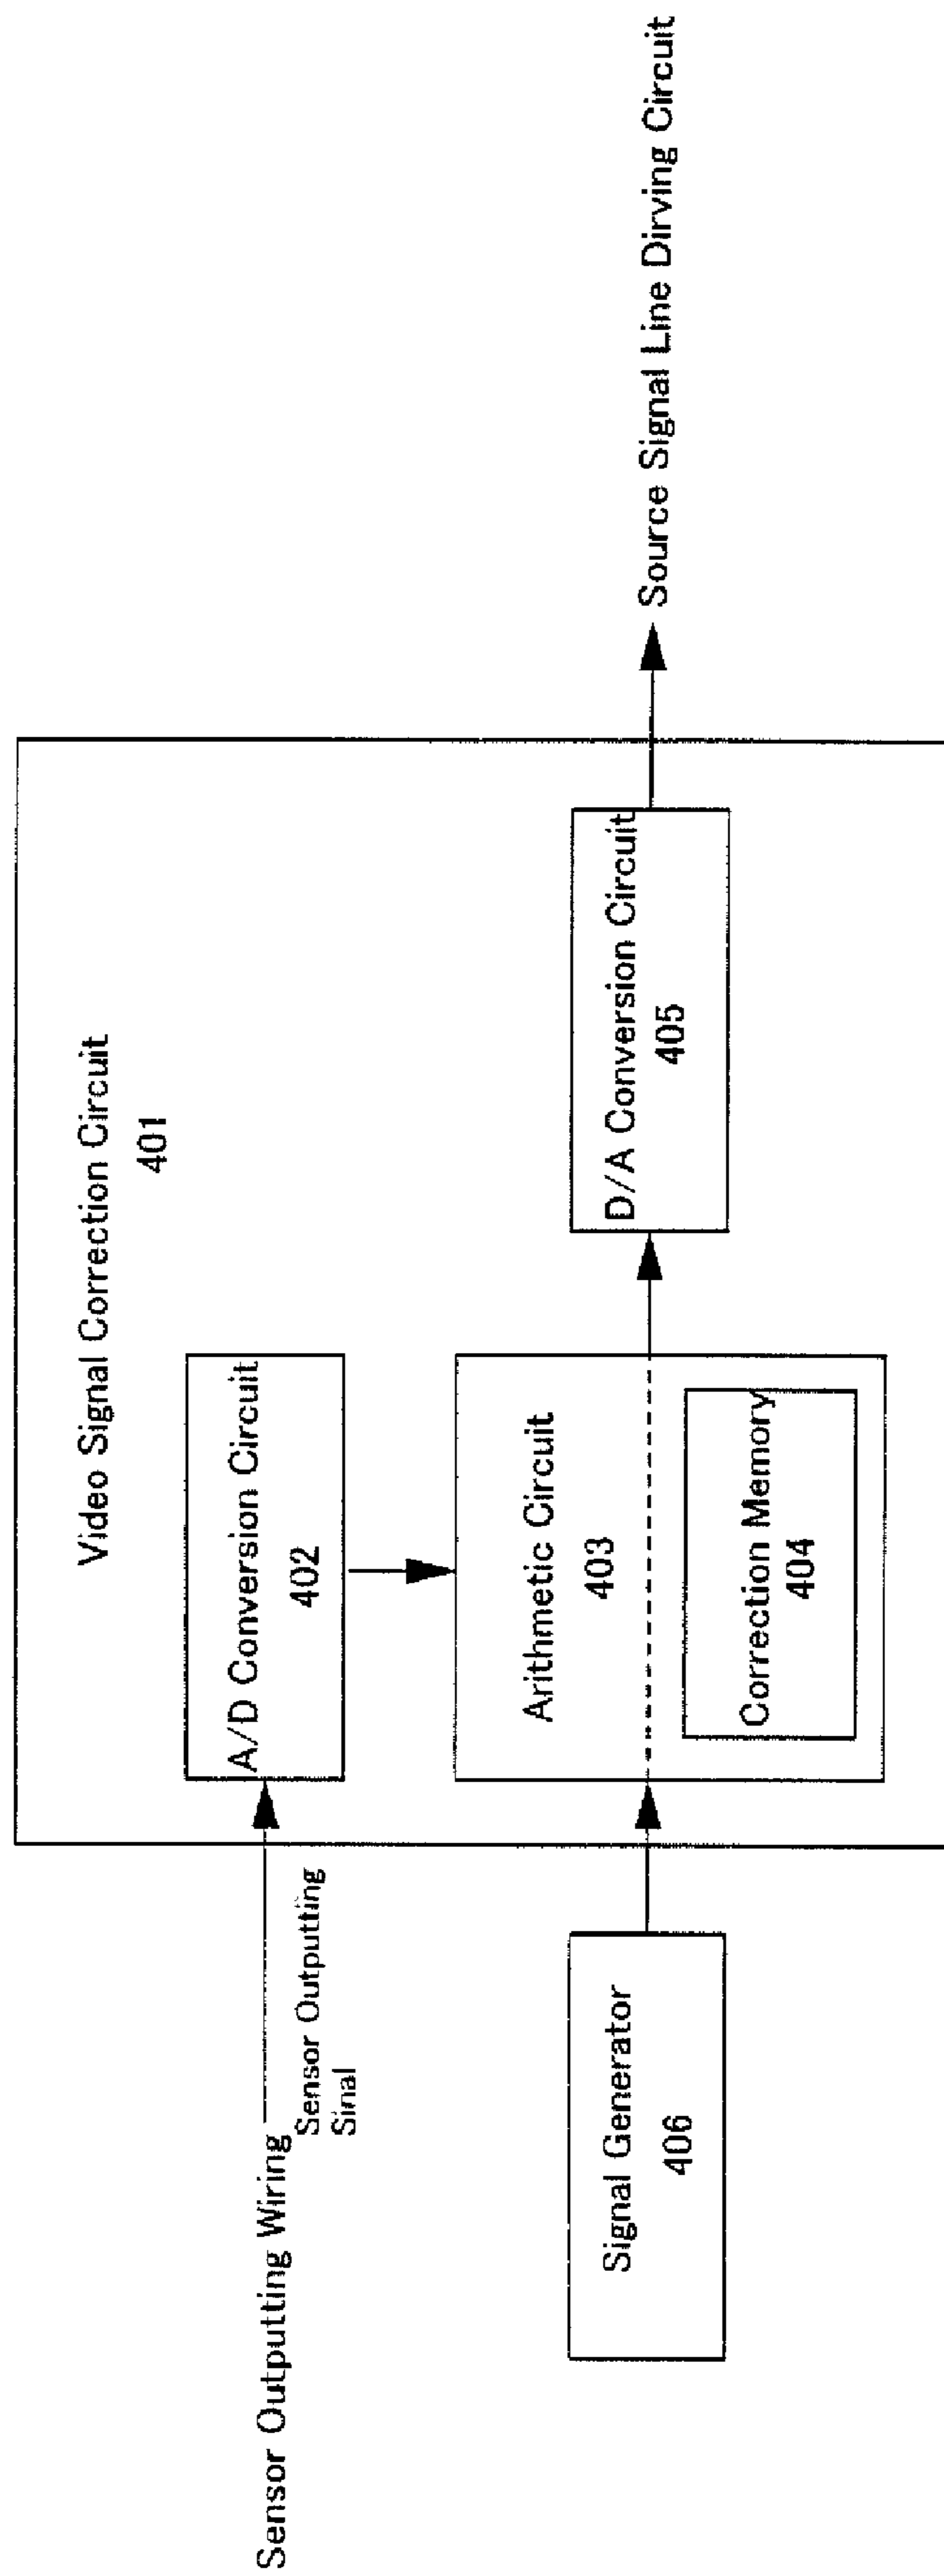 Video Signal Correction Circuit
401
Sensor Outputting Wiring
Sensor Outputting
Sinal
A/D Conversion Circuit
402
Signal Generator
406
Arithmetic Circuit
403
Correction Memory
404
D/A Conversion Circuit
405
Source Signal Line Dirving Circuit